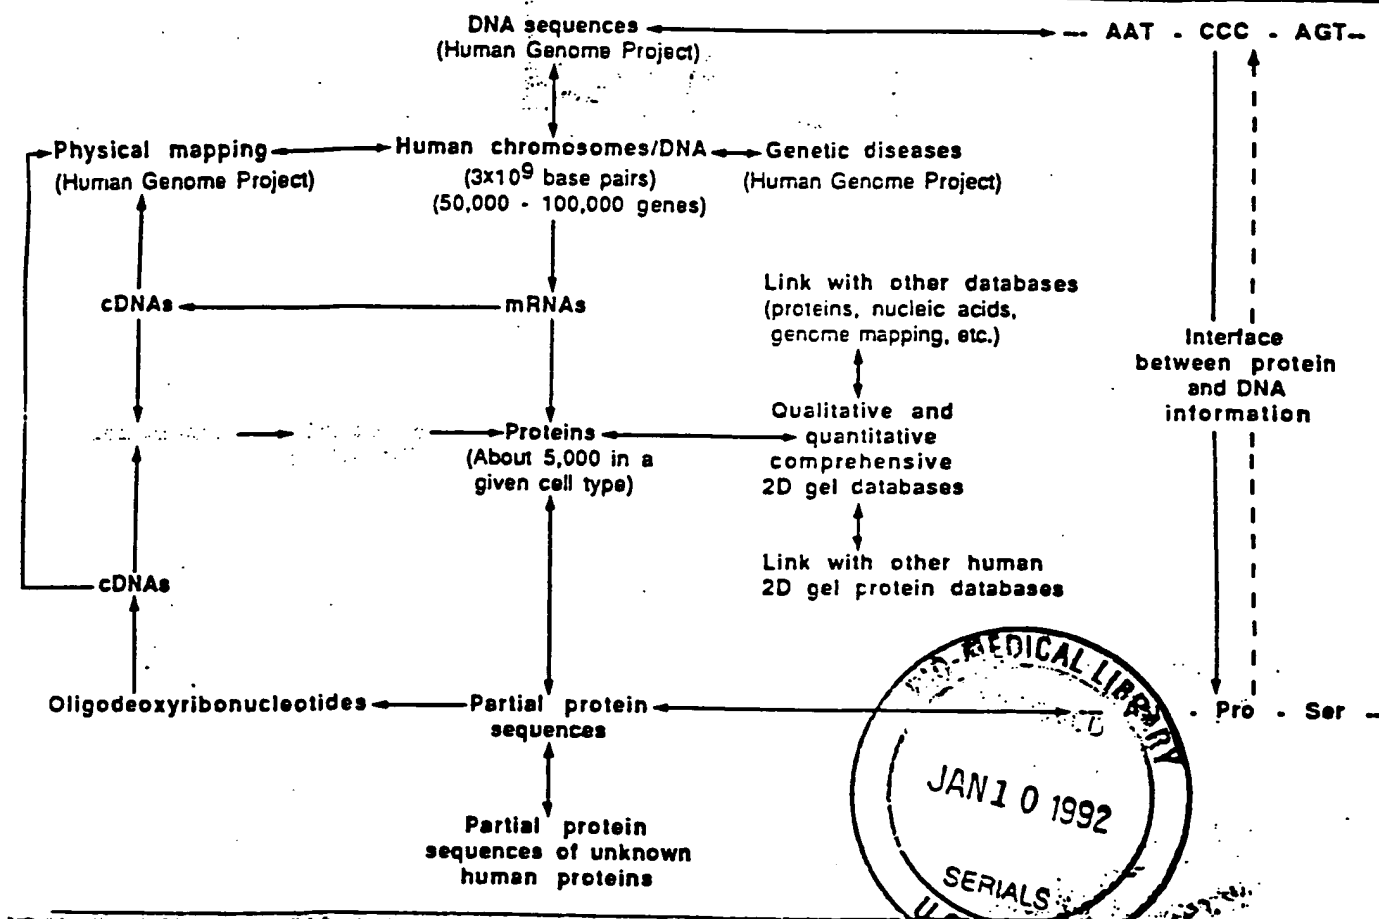 DNA sequences
(Human Genome Project)
--- AAT - CCC - AGT--
Physical mapping
(Human Genome Project)
Human chromosomes/DNA
(3x10⁹ base pairs)
(50,000 - 100,000 genes)
Genetic diseases
(Human Genome Project)
cDNAs
mRNAs
Link with other databases
(proteins, nucleic acids,
genome mapping, etc.)
Interface
between protein
and DNA
information
Proteins
(About 5,000 in a
given cell type)
Qualitative and
quantitative
comprehensive
2D gel databases
Link with other human
2D gel protein databases
cDNAs
Oligodeoxyribonucleotides
Partial protein
sequences
- Pro - Ser --
Partial protein
sequences of unknown
human proteins
MEDICAL LIBRARY
JAN 10 1992
SERIALS